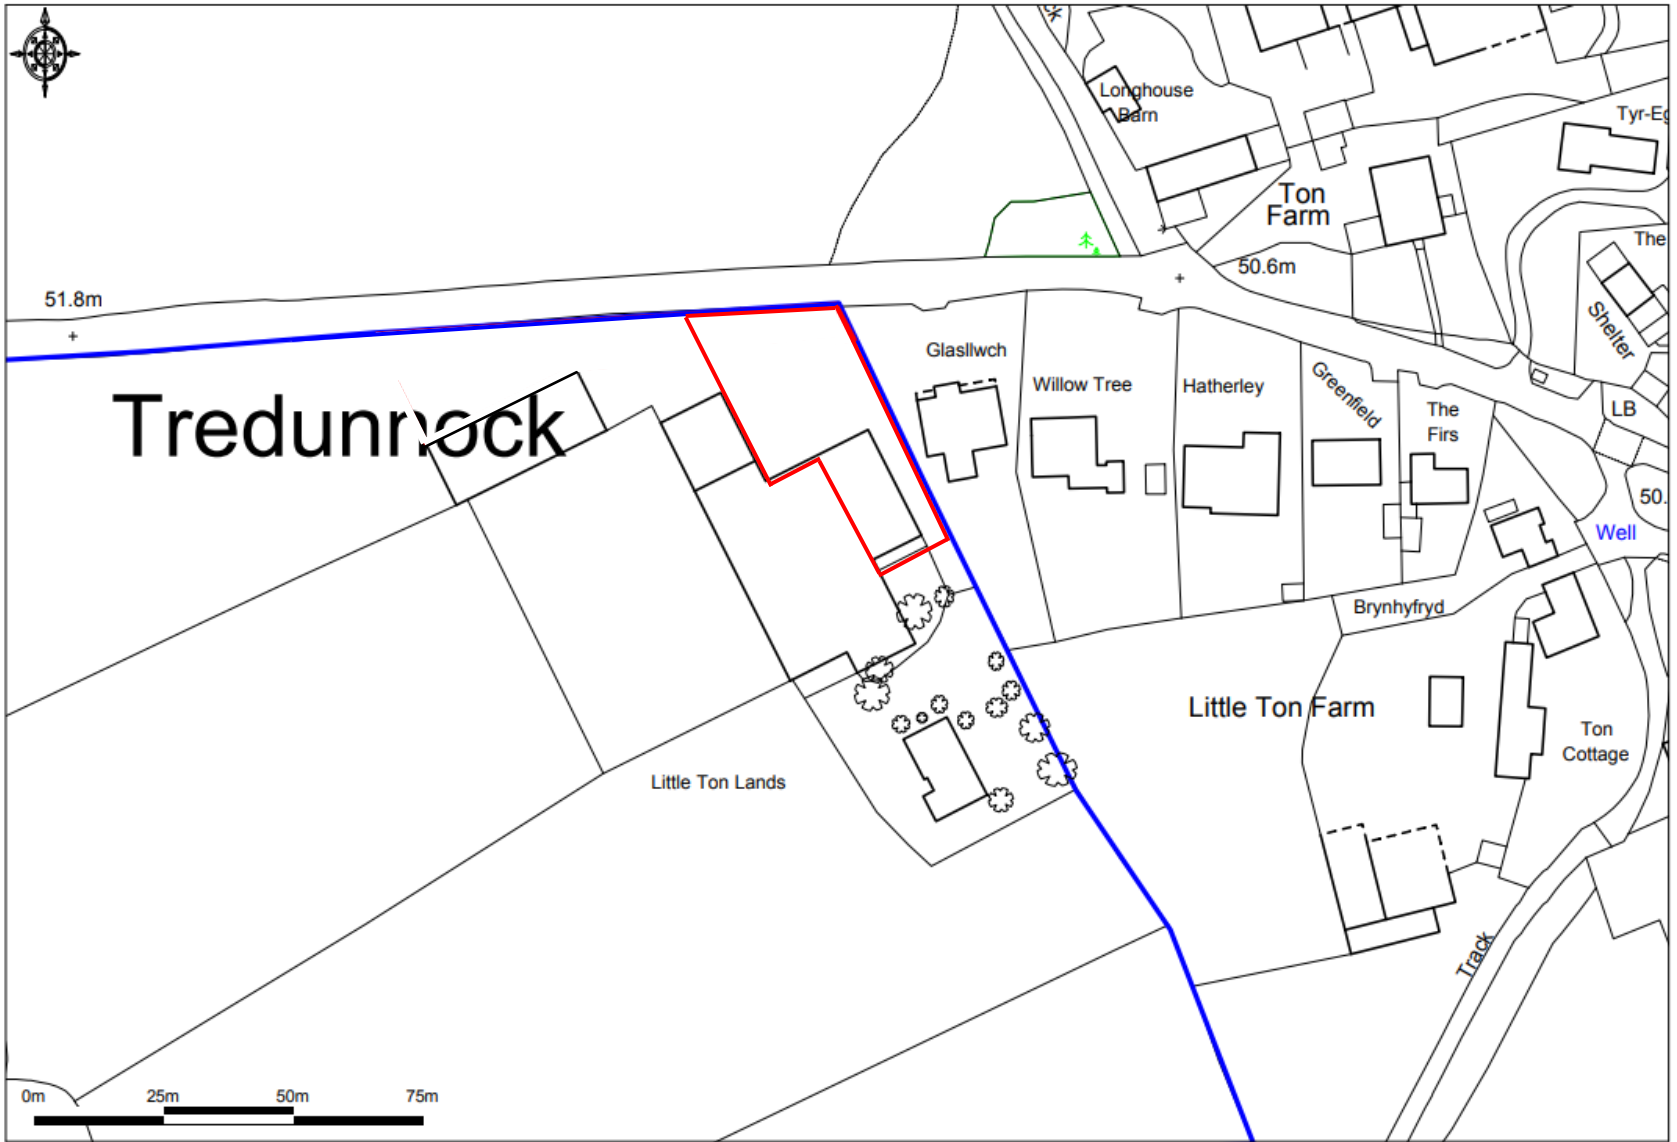 Longhouse
Barn
Tyr-Eg
Ton
Farm
The
50.6m
51.8m
Shelter
Glasllwch
Willow Tree
Hatherley
Greenfield
The
Firs
LB
Tredunnock
50.
Well
Brynhyfryd
Little Ton Farm
Ton
Cottage
Little Ton Lands
Track
0m 25m 50m 75m